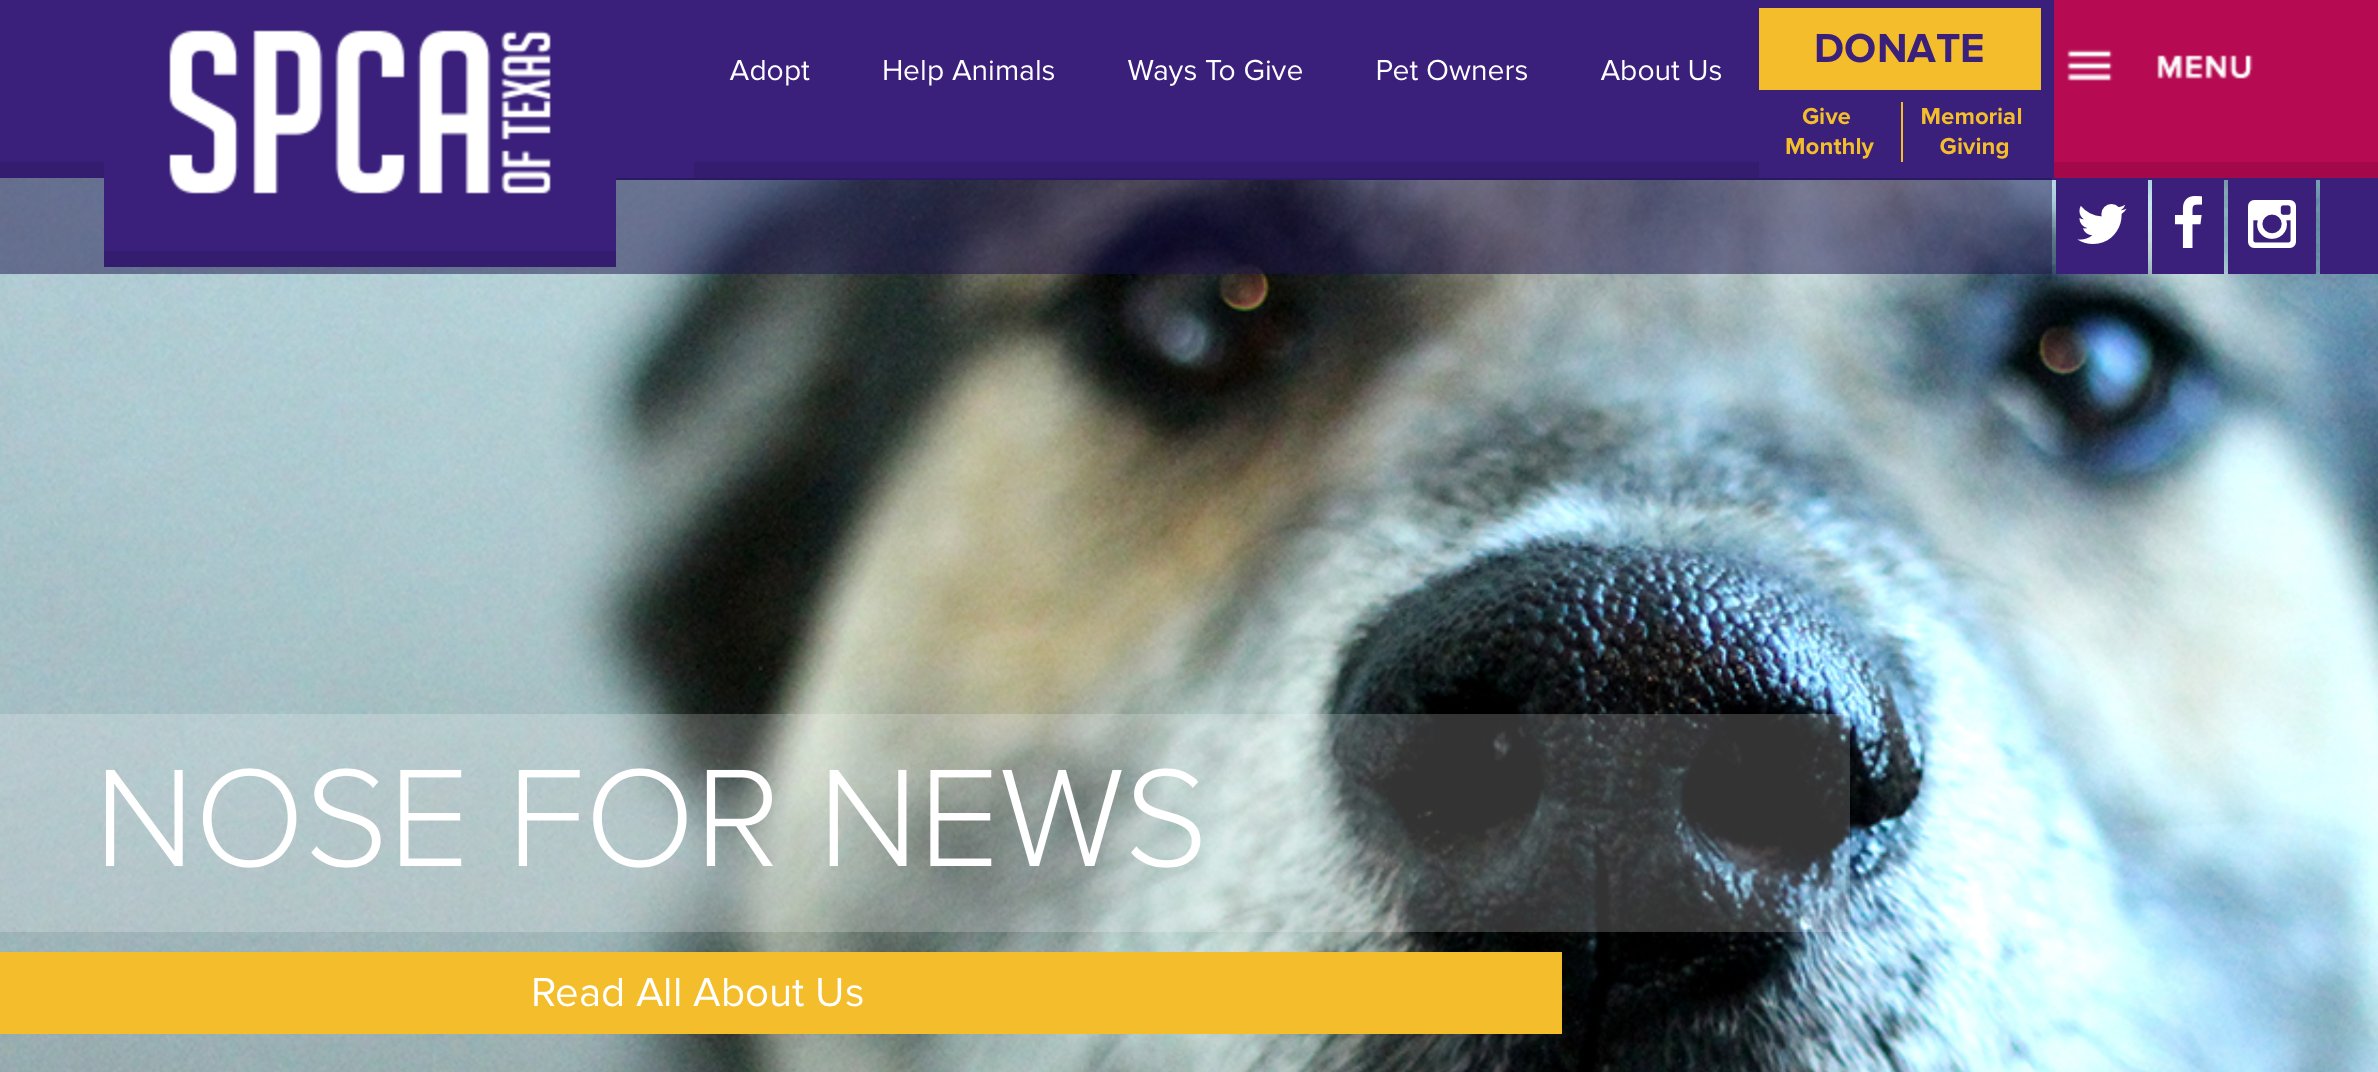 SPCA
OF TEXAS
Adopt
Help Animals
Ways To Give
Pet Owners
About Us
DONATE
Give
Monthly
Memorial
Giving
MENU
NOSE FOR NEWS
Read All About Us